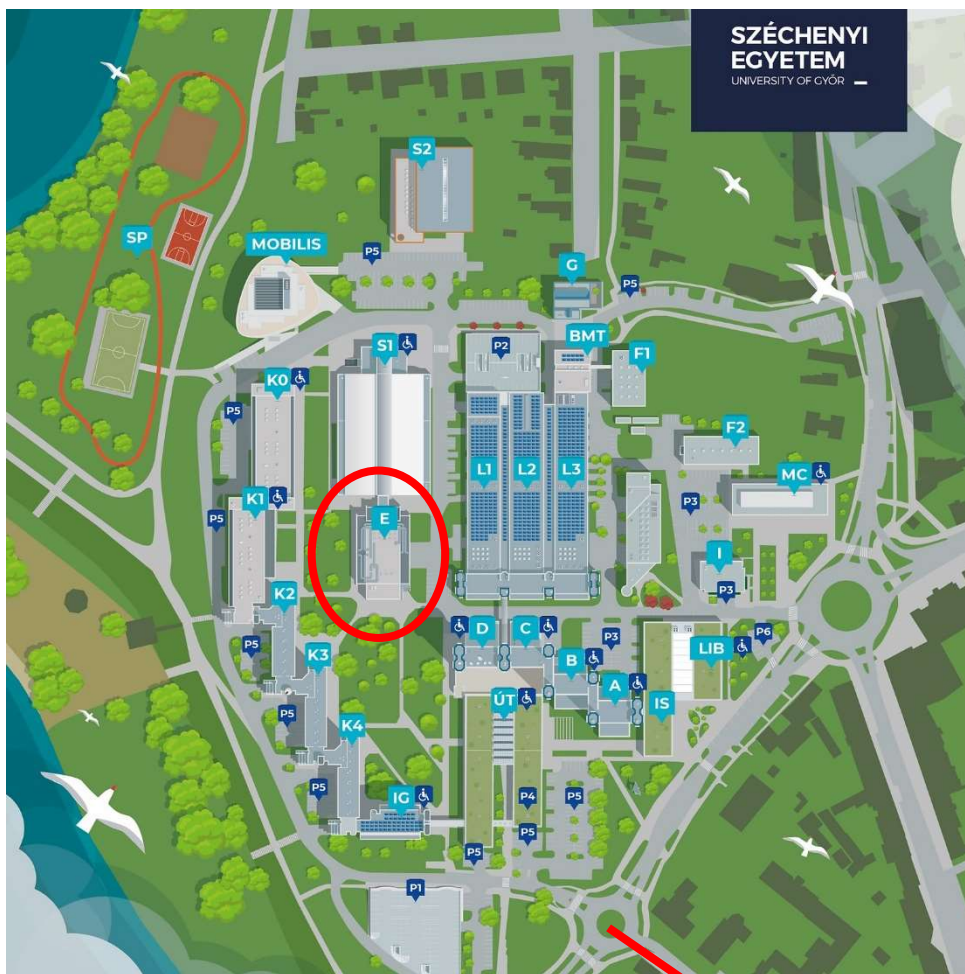 SZÉCHENYI
EGYETEM
UNIVERSITY OF GYŐR
S2
SP
MOBILIS
P5
G
P5
BMT
S1
P2
F1
K0
P5
F2
L1
L2
L3
MC
K1
P5
P3
E
I
P3
K2
D
C
P3
P6
LIB
P5
K3
B
A
ÚT
IS
P5
K4
P5
IG
P4
P5
P5
P5
P1